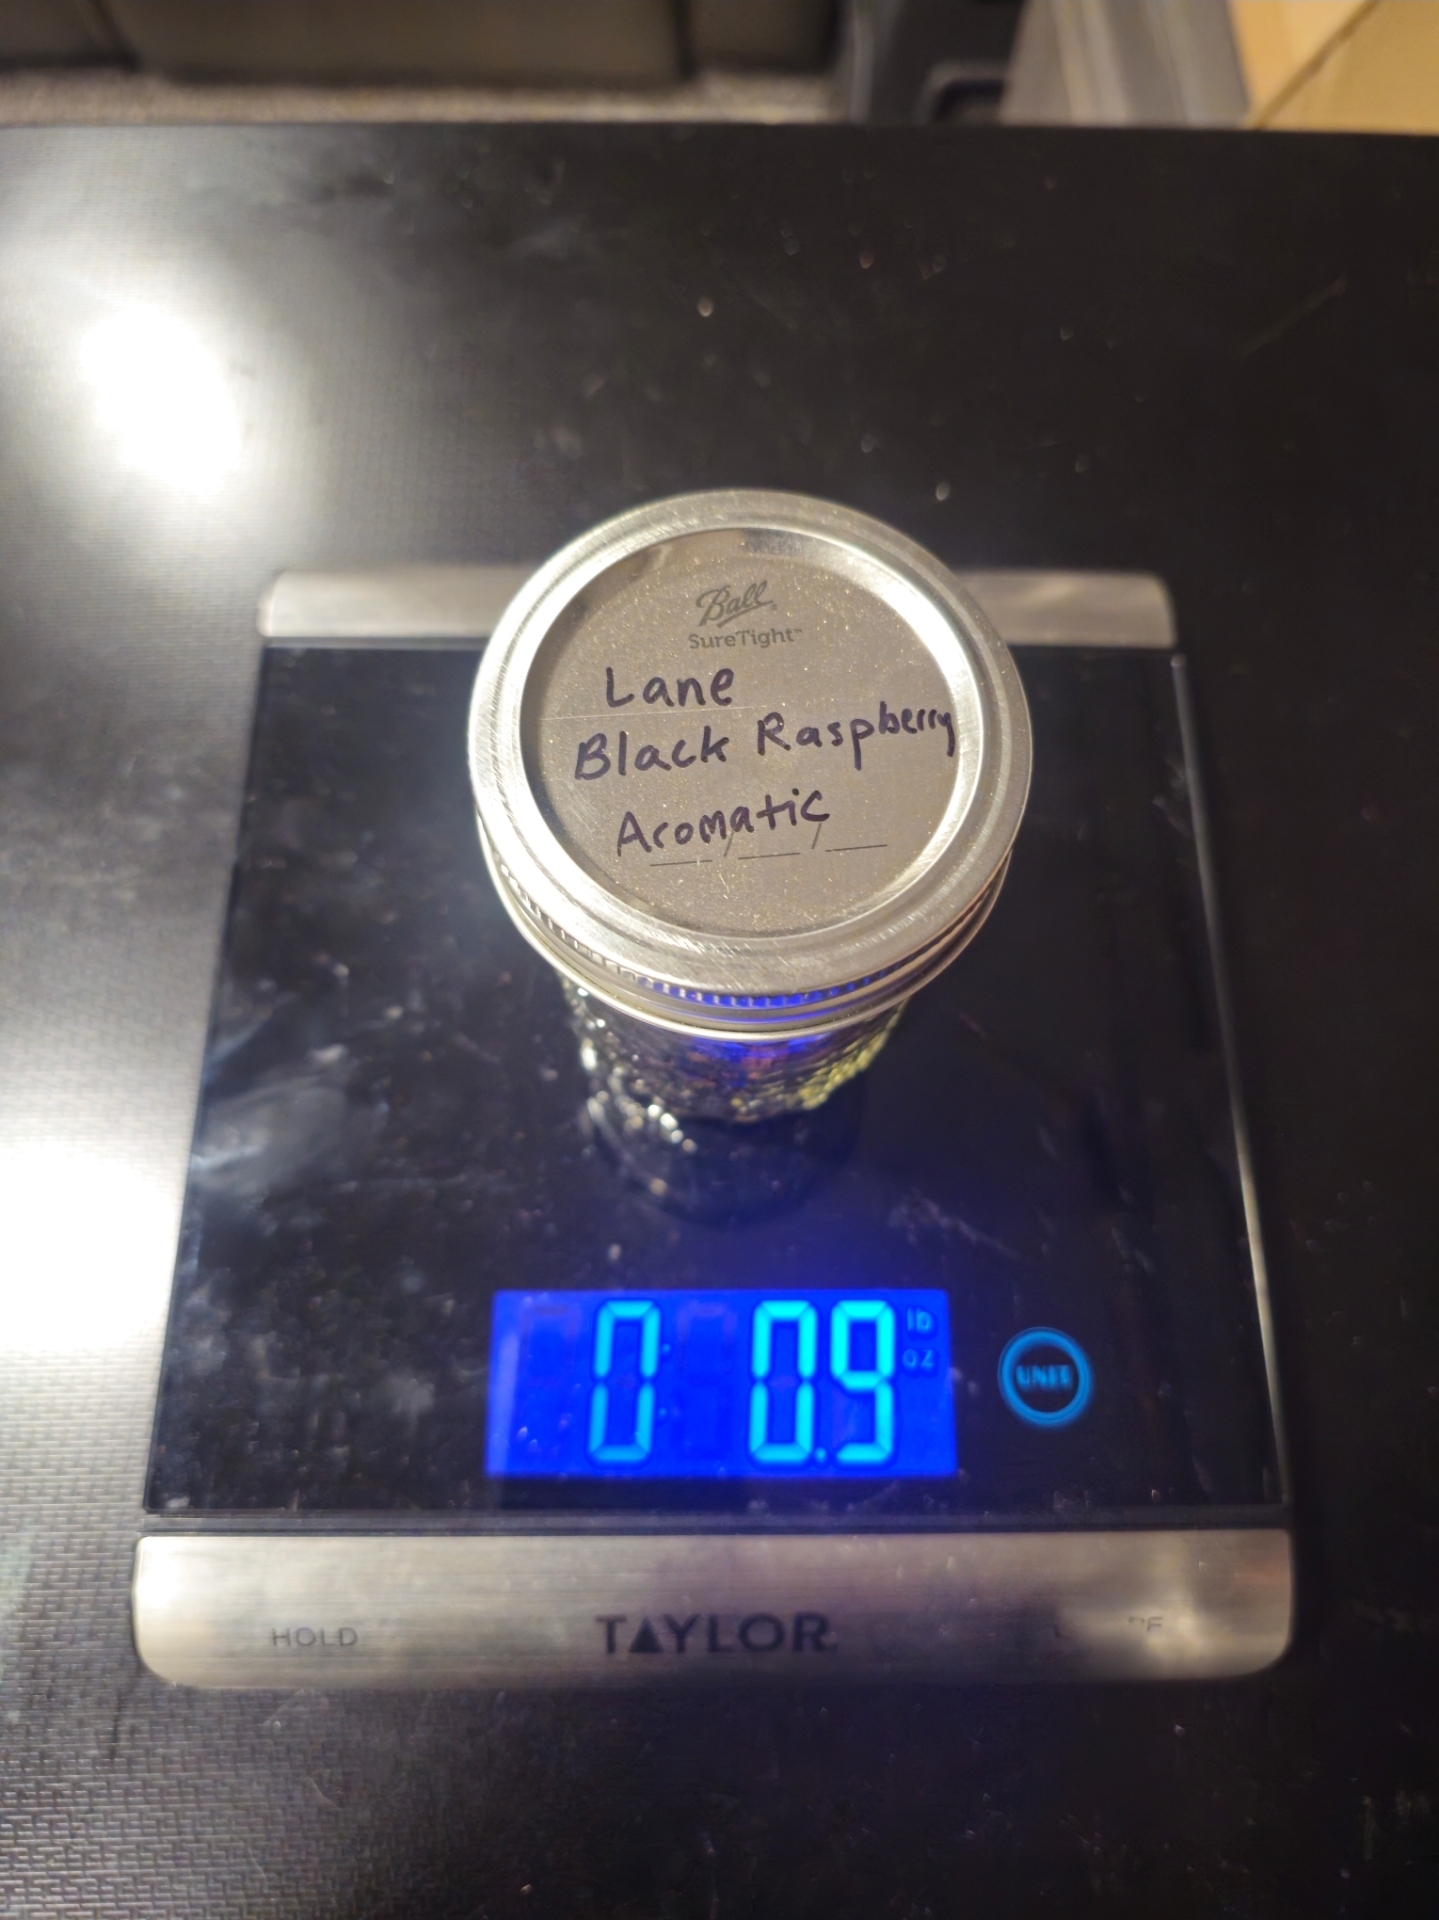 Ball
SureTight™
Lane
Black Raspberry
Aromatic
0 0.9 lb
oz
UNIT
HOLD TAYLOR